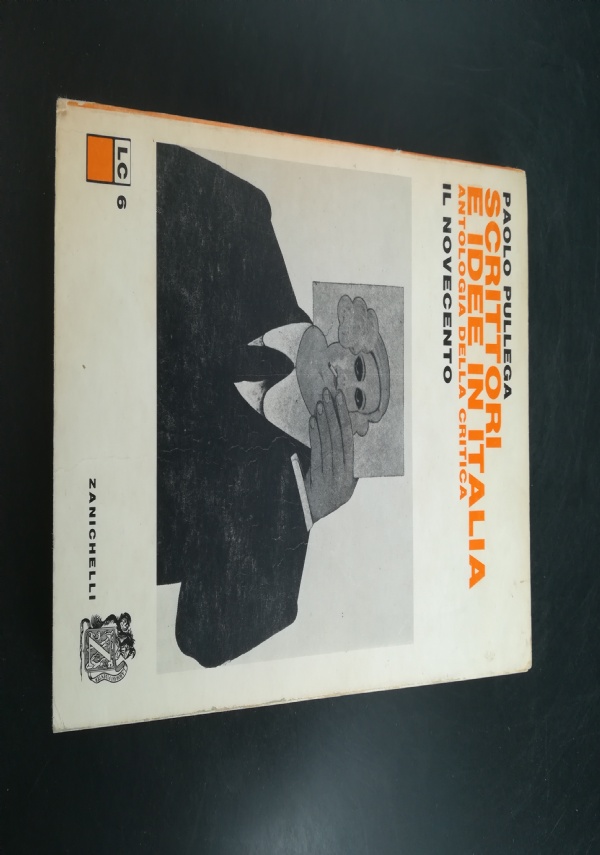 PAOLO PULLEGA
SCRITTORI
E IDEE IN ITALIA
ANTOLOGIA DELLA CRITICA
IL NOVECENTO
LC 6
ZANICHELLI